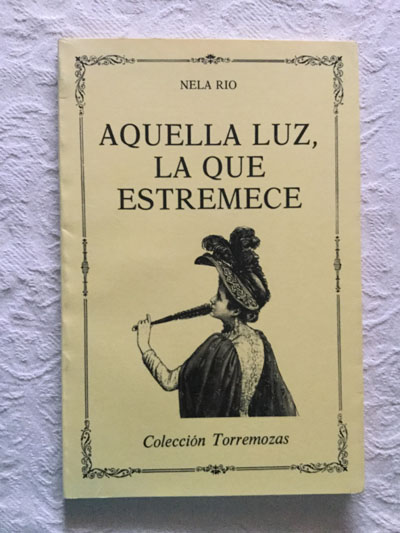 NELA RIO
AQUELLA LUZ,
LA QUE
ESTREMECE
Colección Torremozas